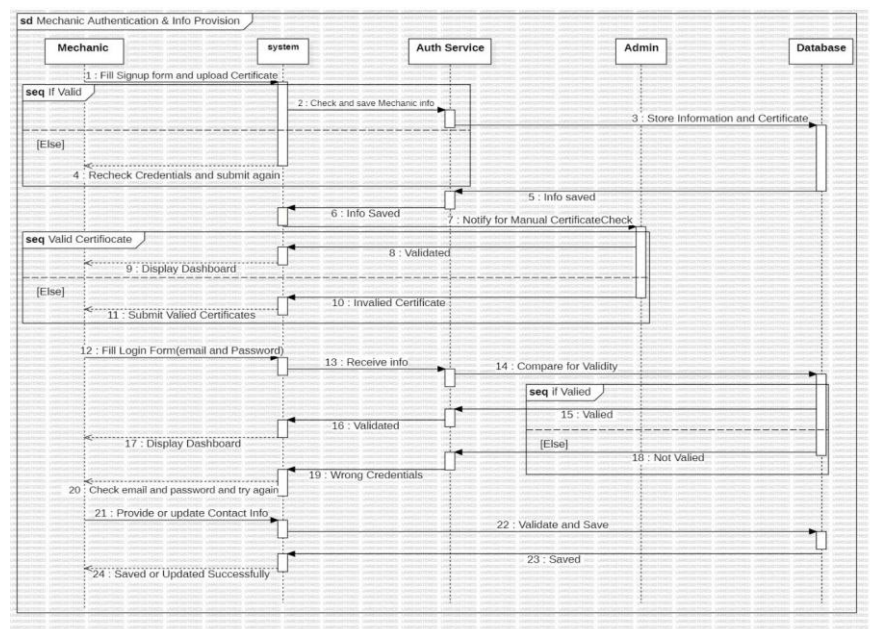 sd Mechanic Authentication & Info Provision
Mechanic
system
Auth Service
Admin
Database
1 : Fill Signup form and upload Certificate
seq If Valid
2 : Check and save Mechanic info
3 : Store Information and Certificate
[Else]
4 : Recheck Credentials and submit again
5 : Info saved
6 : Info Saved
7 : Notify for Manual CertificateCheck
seq Valid Certifiocate
8 : Validated
9 : Display Dashboard
[Else]
10 : Invalied Certificate
11 : Submit Valied Certificates
12 : Fill Login Form(email and Password)
13 : Receive info
14 : Compare for Validity
seq if Valied
15 : Valied
16 : Validated
17 : Display Dashboard
[Else]
18 : Not Valied
19 : Wrong Credentials
20 : Check email and password and try again
21 : Provide or update Contact Info
22 : Validate and Save
23 : Saved
24 : Saved or Updated Successfully